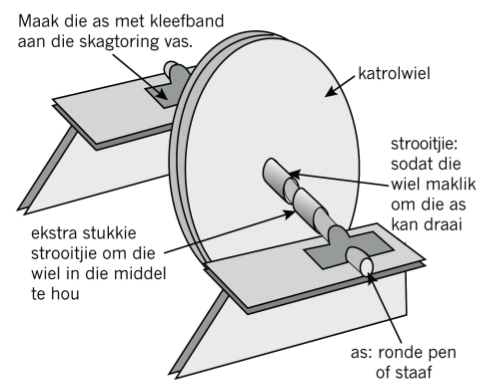 Maak die as met kleefband
aan die skagtoring vas.
katrolwiel
strooitjie:
sodat die
wiel maklik
om die as
kan draai
ekstra stukkie
strooitjie om die
wiel in die middel
te hou
as: ronde pen
of staaf